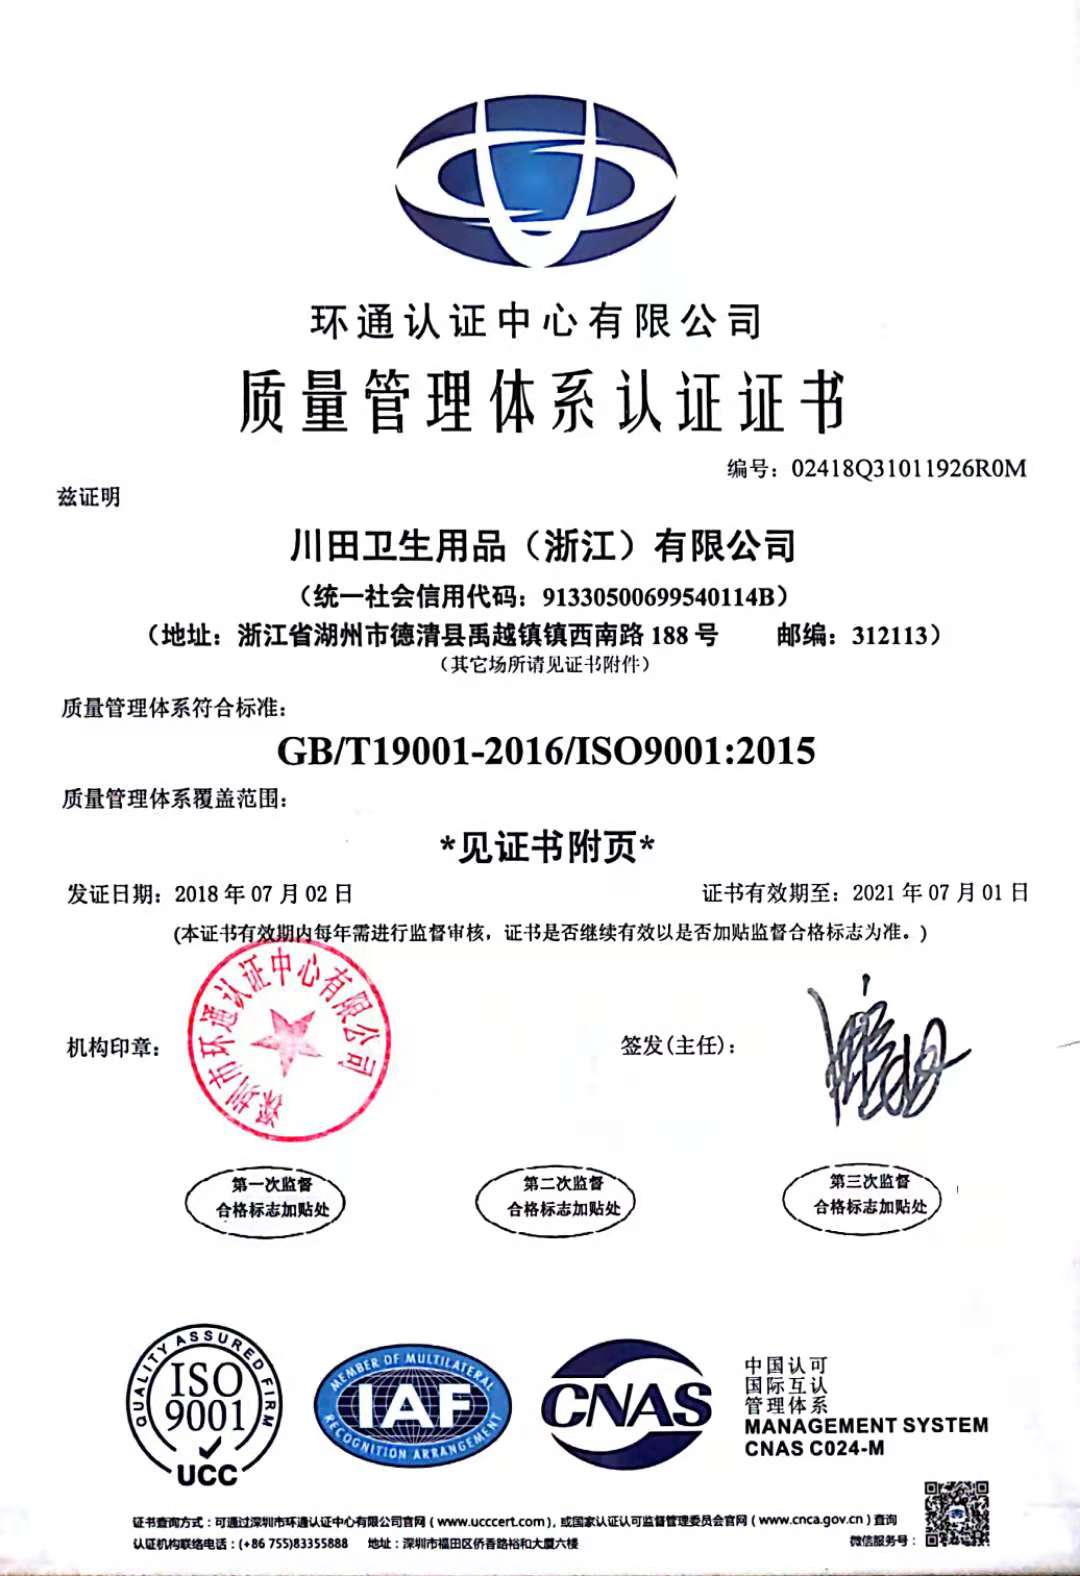 环通认证中心有限公司
质量管理体系认证证书
编号：02418Q31011926R0M
兹证明
川田卫生用品（浙江）有限公司
（统一社会信用代码：91330500699540114B）
（地址：浙江省湖州市德清县禹越镇镇西南路 188 号 邮编：312113）
（其它场所请见证书附件）
质量管理体系符合标准：
GB/T19001-2016/ISO9001:2015
质量管理体系覆盖范围：
*见证书附页*
发证日期：2018 年 07 月 02 日 证书有效期至：2021 年 07 月 01 日
(本证书有效期内每年需进行监督审核，证书是否继续有效以是否加贴监督合格标志为准。)
机构印章：
深圳市环通认证中心有限公司
签发(主任)：
第一次监督
合格标志加贴处
第二次监督
合格标志加贴处
第三次监督
合格标志加贴处
QUALITY ASSURED FIRM
ISO
9001
UCC
MEMBER OF MULTILATERAL
IAF
RECOGNITION ARRANGEMENT
CNAS
中国认可
国际互认
管理体系
MANAGEMENT SYSTEM
CNAS C024-M
证书查询方式：可通过深圳市环通认证中心有限公司官网（www.ucccert.com），或国家认证认可监督管理委员会官网（www.cnca.gov.cn）查询
认证机构联络电话：(+86 755)83355888 地址：深圳市福田区侨香路裕和大厦六楼
微信服务号：